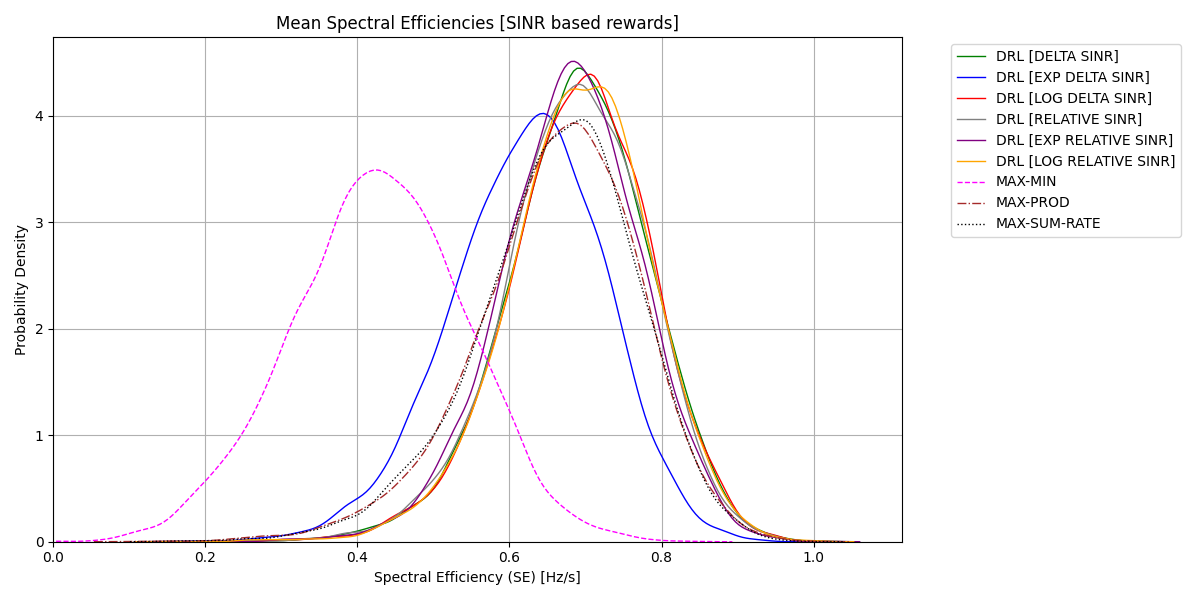 Mean Spectral Efficiencies [SINR based rewards]
DRL [DELTA SINR]
DRL [EXP DELTA SINR]
DRL [LOG DELTA SINR]
DRL [RELATIVE SINR]
DRL [EXP RELATIVE SINR]
DRL [LOG RELATIVE SINR]
MAX-MIN
MAX-PROD
MAX-SUM-RATE
Probability Density
4
3
2
1
0
0.0 0.2 0.4 0.6 0.8 1.0
Spectral Efficiency (SE) [Hz/s]